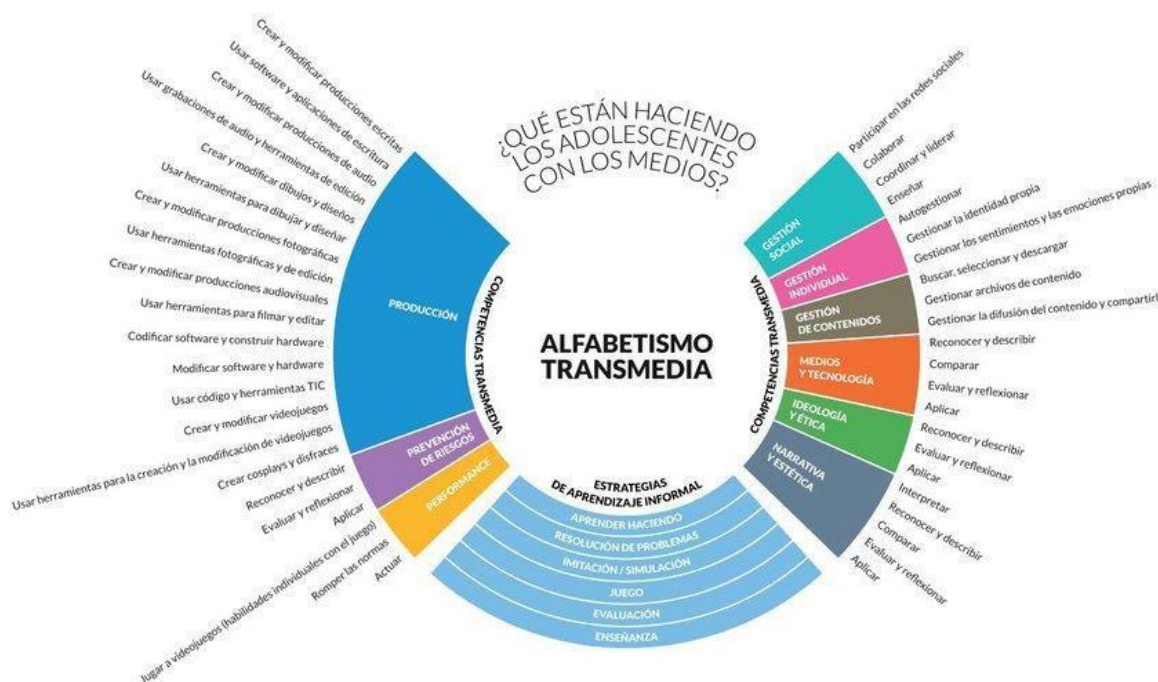 ¿QUÉ ESTÁN HACIENDO
LOS ADOLESCENTES
CON LOS MEDIOS?
ALFABETISMO
TRANSMEDIA
COMPETENCIAS TRANSMEDIA
PRODUCCIÓN
Crear y modificar producciones escritas
Usar software y aplicaciones de escritura
Crear y modificar producciones de audio
Usar grabaciones de audio y herramientas de edición
Crear y modificar dibujos y diseños
Usar herramientas para dibujar y diseñar
Crear y modificar producciones fotográficas
Usar herramientas fotográficas y de edición
Crear y modificar producciones audiovisuales
Usar herramientas para filmar y editar
Codificar software y construir hardware
Modificar software y hardware
Usar código y herramientas TIC
Crear y modificar videojuegos
Usar herramientas para la creación y la modificación de videojuegos
Crear cosplays y disfraces
PREVENCIÓN
DE RIESGOS
Reconocer y describir
Evaluar y reflexionar
Aplicar
PERFORMANCE
Jugar a videojuegos (habilidades individuales con el juego)
Romper las normas
Actuar
COMPETENCIAS TRANSMEDIA
GESTIÓN
SOCIAL
Participar en las redes sociales
Colaborar
Coordinar y liderar
Enseñar
GESTIÓN
INDIVIDUAL
Autogestionar
Gestionar la identidad propia
Gestionar los sentimientos y las emociones propias
GESTIÓN
DE CONTENIDOS
Buscar, seleccionar y descargar
Gestionar archivos de contenido
Gestionar la difusión del contenido y compartirl
MEDIOS
Y TECNOLOGÍA
Reconocer y describir
Comparar
Evaluar y reflexionar
Aplicar
IDEOLOGÍA
Y ÉTICA
Reconocer y describir
Evaluar y reflexionar
Aplicar
NARRATIVA
Y ESTÉTICA
Interpretar
Reconocer y describir
Comparar
Evaluar y reflexionar
Aplicar
ESTRATEGIAS
DE APRENDIZAJE INFORMAL
APRENDER HACIENDO
RESOLUCIÓN DE PROBLEMAS
IMITACIÓN / SIMULACIÓN
JUEGO
EVALUACIÓN
ENSEÑANZA